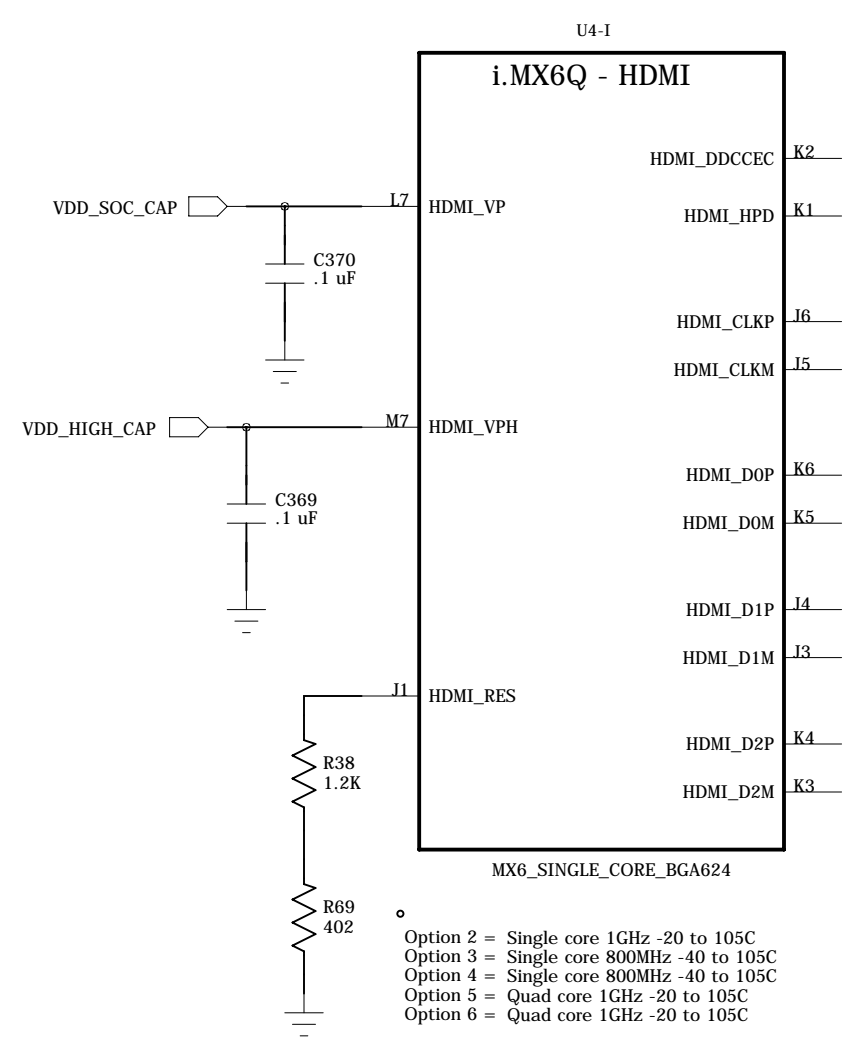 U4-I
i.MX6Q - HDMI
HDMI_DDCCEC K2
VDD_SOC_CAP L7 HDMI_VP
HDMI_HPD K1
C370
.1 uF
HDMI_CLKP J6
HDMI_CLKM J5
VDD_HIGH_CAP M7 HDMI_VPH
HDMI_D0P K6
C369
.1 uF
HDMI_D0M K5
HDMI_D1P J4
HDMI_D1M J3
J1 HDMI_RES
HDMI_D2P K4
R38
1.2K
HDMI_D2M K3
MX6_SINGLE_CORE_BGA624
R69
402
Option 2 = Single core 1GHz -20 to 105C
Option 3 = Single core 800MHz -40 to 105C
Option 4 = Single core 800MHz -40 to 105C
Option 5 = Quad core 1GHz -20 to 105C
Option 6 = Quad core 1GHz -20 to 105C